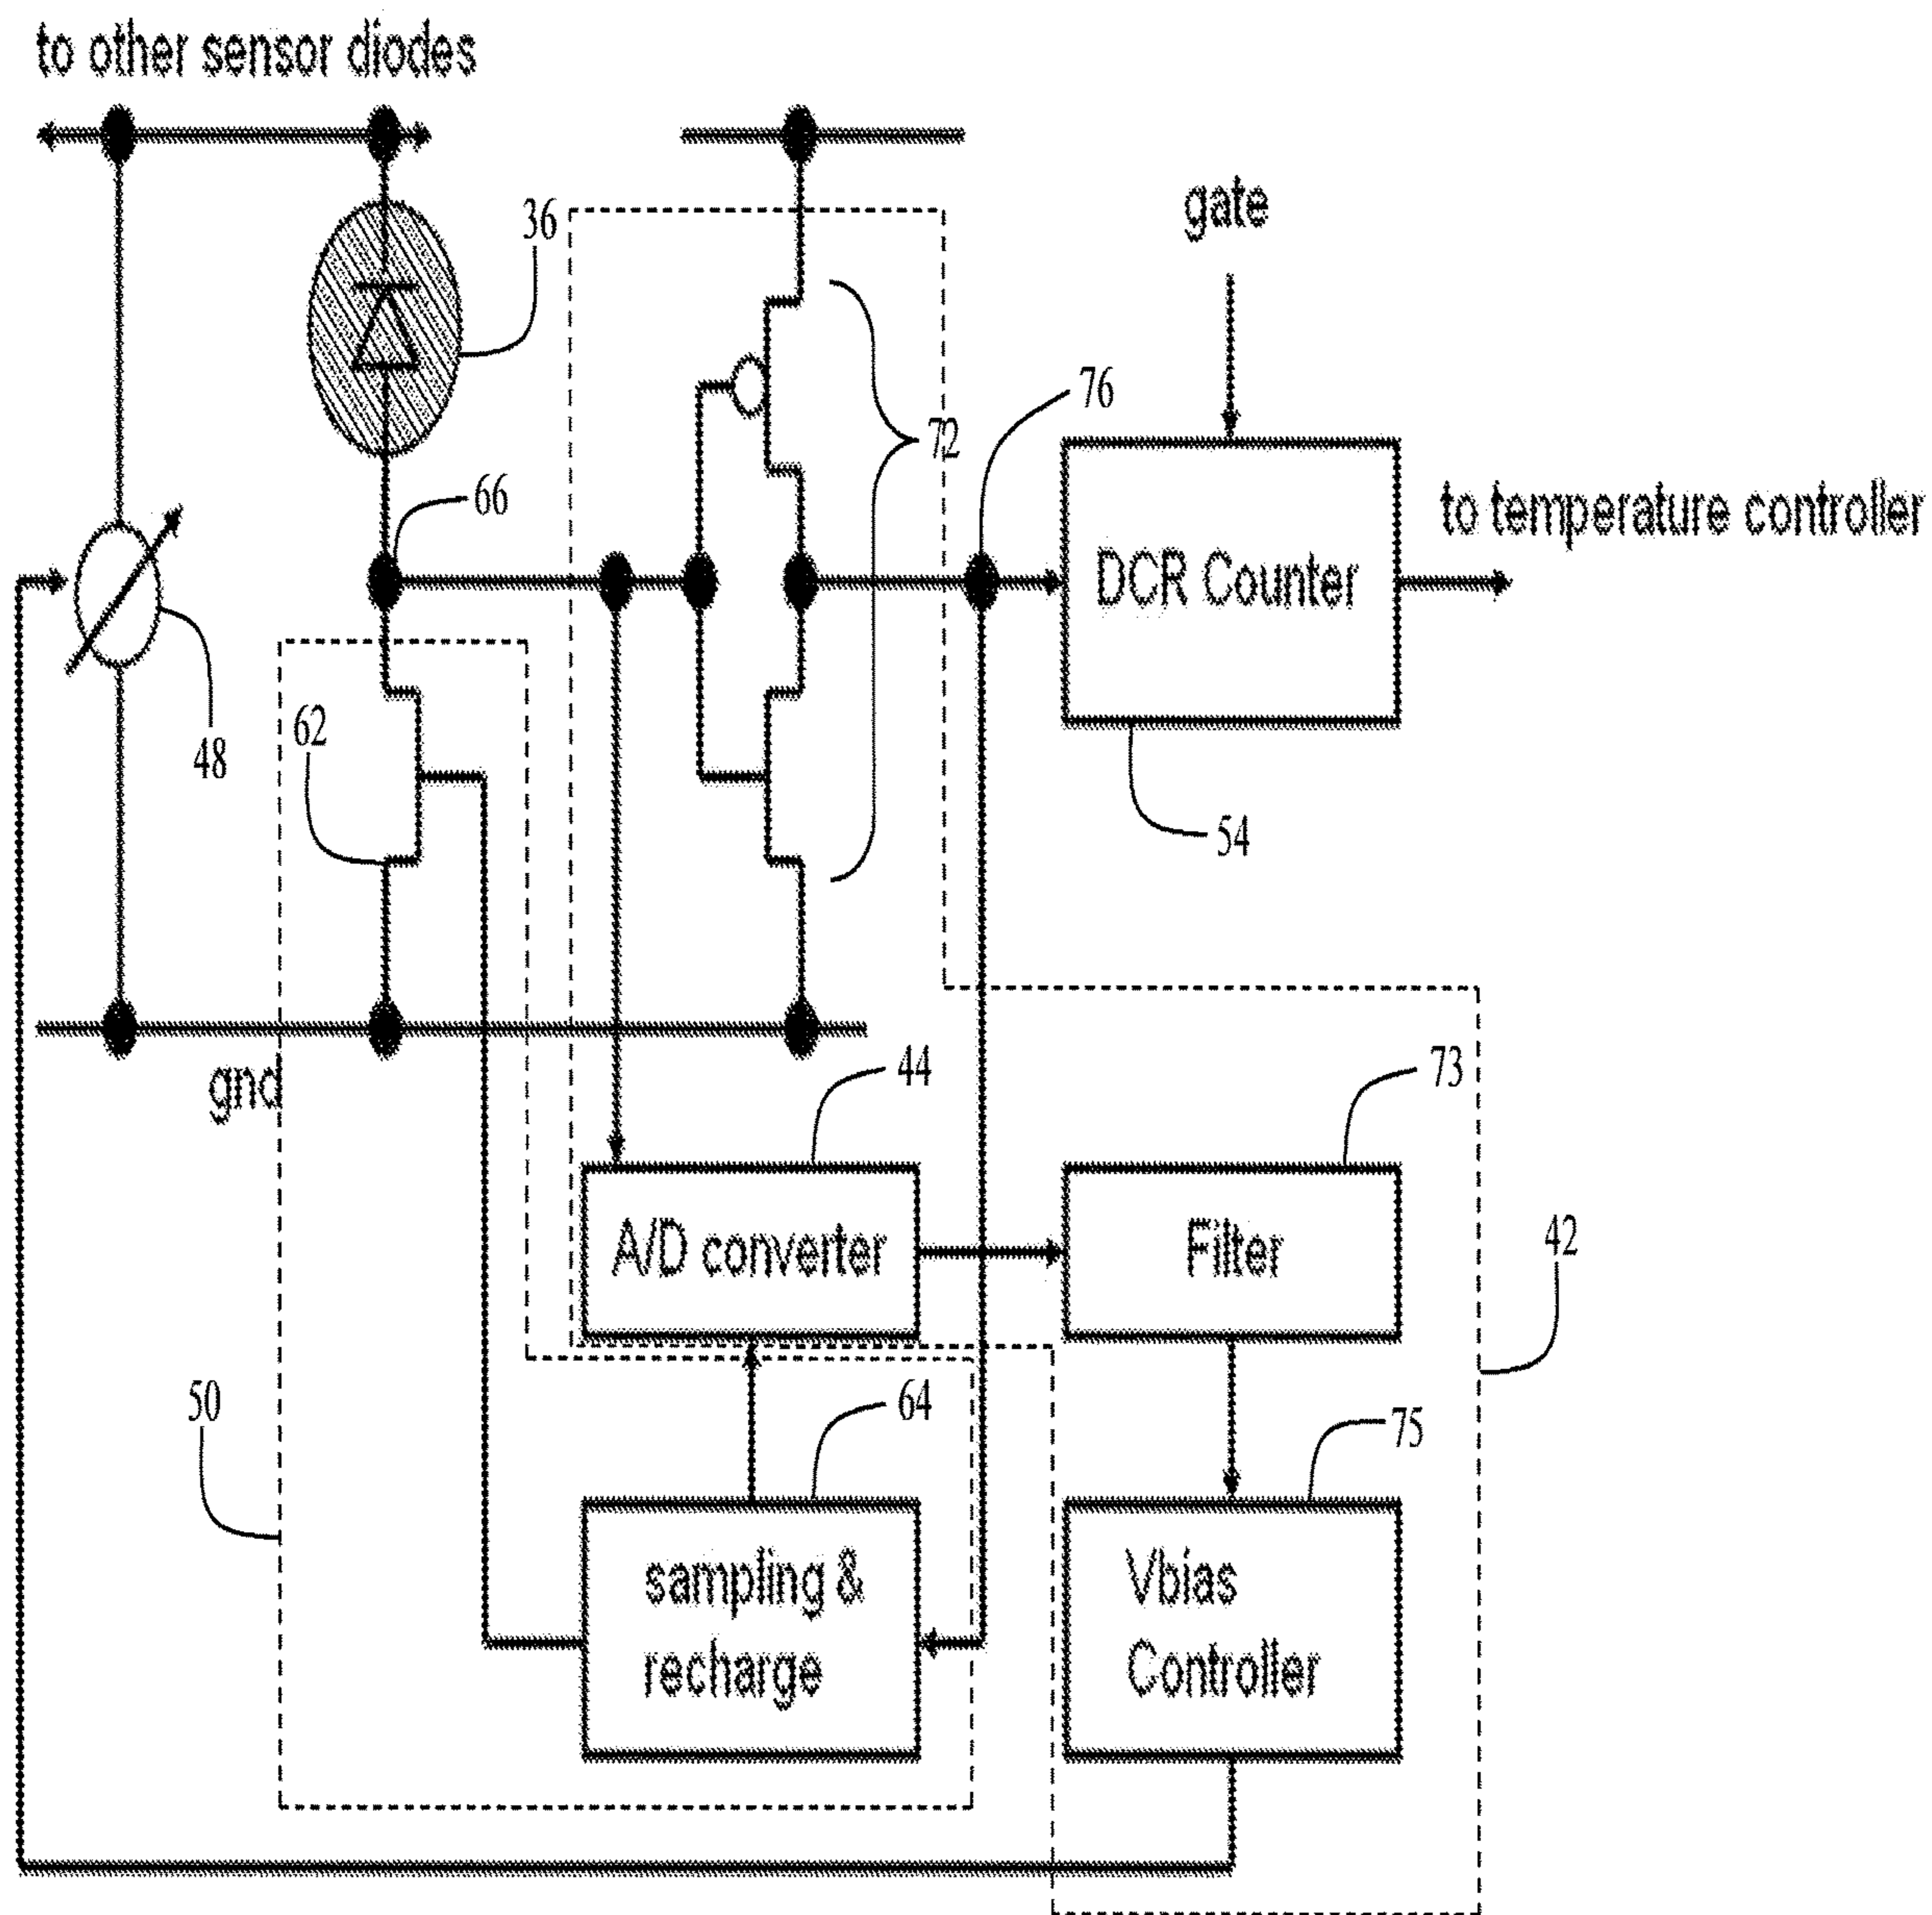 to other sensor diodes
36
gate
76
72
66
to temperature controller
DCR Counter
62
48
54
gnd
44
73
A/D converter
Filter
42
50
64
75
sampling &
recharge
Vbias
Controller